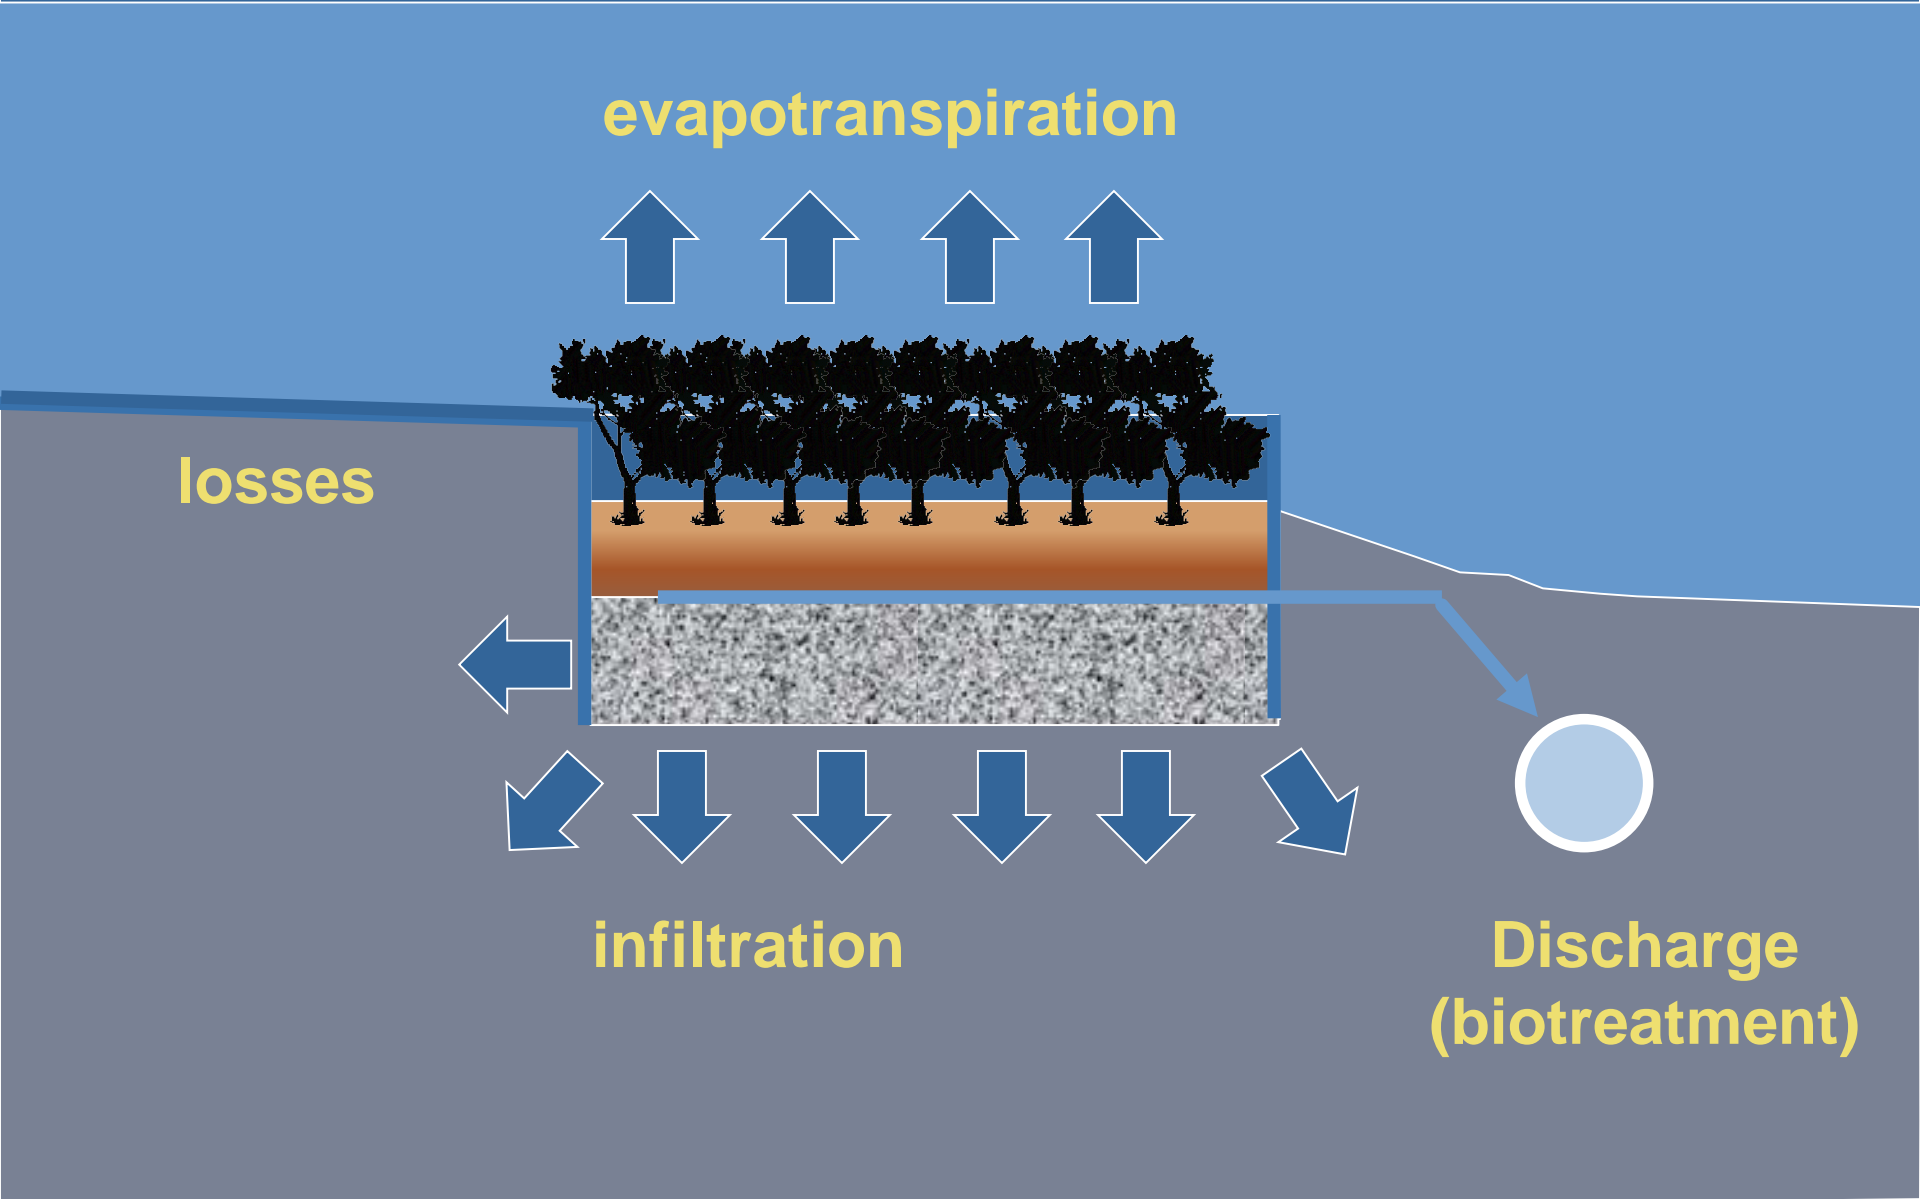 evapotranspiration
losses
infiltration
Discharge
(biotreatment)